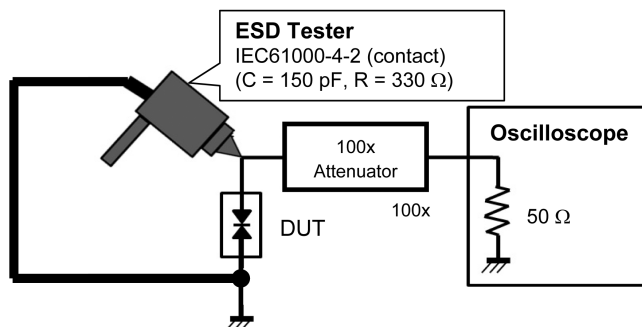 ESD Tester
IEC61000-4-2 (contact)
(C = 150 pF, R = 330 Ω)
100x
Attenuator
100x
Oscilloscope
50 Ω
DUT